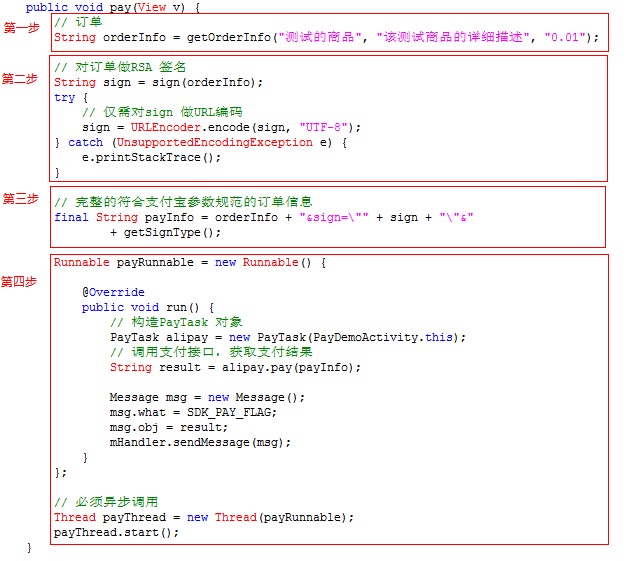 public void pay(View v) {
第一步
// 订单
String orderInfo = getOrderInfo("测试的商品", "该测试商品的详细描述", "0.01");
第二步
// 对订单做RSA 签名
String sign = sign(orderInfo);
try {
// 仅需对sign 做URL编码
sign = URLEncoder.encode(sign, "UTF-8");
} catch (UnsupportedEncodingException e) {
e.printStackTrace();
}
第三步
// 完整的符合支付宝参数规范的订单信息
final String payInfo = orderInfo + "&sign=\"" + sign + "\"&"
+ getSignType();
第四步
Runnable payRunnable = new Runnable() {
@Override
public void run() {
// 构造PayTask 对象
PayTask alipay = new PayTask(PayDemoActivity.this);
// 调用支付接口，获取支付结果
String result = alipay.pay(payInfo);
Message msg = new Message();
msg.what = SDK_PAY_FLAG;
msg.obj = result;
mHandler.sendMessage(msg);
}
};
// 必须异步调用
Thread payThread = new Thread(payRunnable);
payThread.start();
}